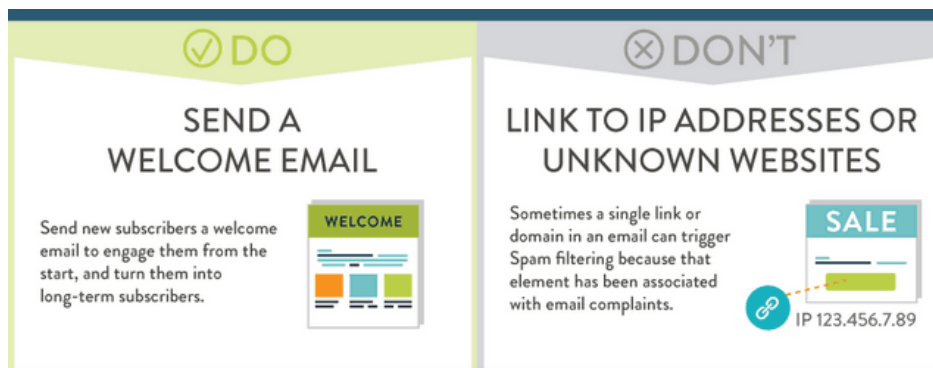 DO
SEND A
WELCOME EMAIL
Send new subscribers a welcome
email to engage them from the
start, and turn them into
long-term subscribers.
WELCOME
DON'T
LINK TO IP ADDRESSES OR
UNKNOWN WEBSITES
Sometimes a single link or
domain in an email can trigger
Spam filtering because that
element has been associated
with email complaints.
SALE
IP 123.456.7.89